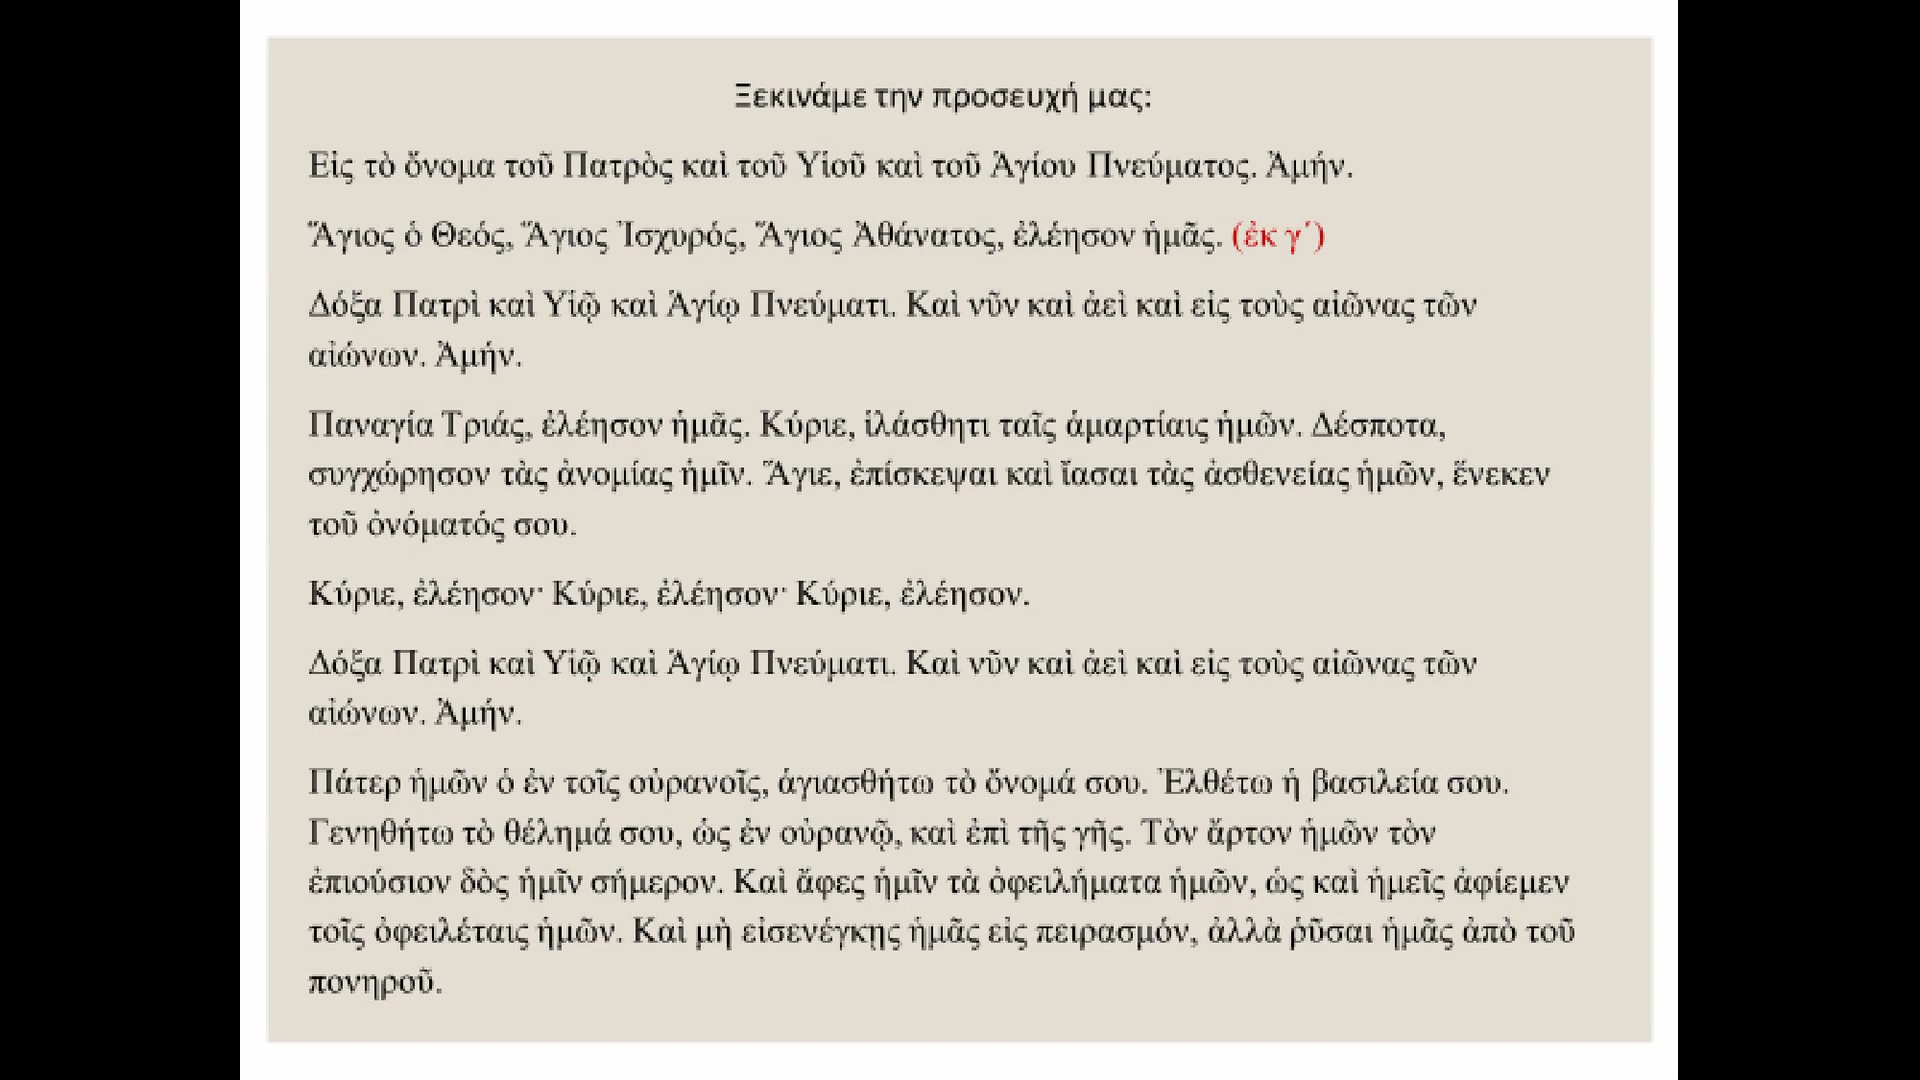 Ξεκινάμε την προσευχή μας:
Εἰς τὸ ὄνομα τοῦ Πατρὸς καὶ τοῦ Υἱοῦ καὶ τοῦ Ἁγίου Πνεύματος. Ἀμήν.
Ἅγιος ὁ Θεός, Ἅγιος Ἰσχυρός, Ἅγιος Ἀθάνατος, ἐλέησον ἡμᾶς. (ἐκ γ΄)
Δόξα Πατρὶ καὶ Υἱῷ καὶ Ἁγίῳ Πνεύματι. Καὶ νῦν καὶ ἀεὶ καὶ εἰς τοὺς αἰῶνας τῶν
αἰώνων. Ἀμήν.
Παναγία Τριάς, ἐλέησον ἡμᾶς. Κύριε, ἱλάσθητι ταῖς ἁμαρτίαις ἡμῶν. Δέσποτα,
συγχώρησον τὰς ἀνομίας ἡμῖν. Ἅγιε, ἐπίσκεψαι καὶ ἴασαι τὰς ἀσθενείας ἡμῶν, ἕνεκεν
τοῦ ὀνόματός σου.
Κύριε, ἐλέησον· Κύριε, ἐλέησον· Κύριε, ἐλέησον.
Δόξα Πατρὶ καὶ Υἱῷ καὶ Ἁγίῳ Πνεύματι. Καὶ νῦν καὶ ἀεὶ καὶ εἰς τοὺς αἰῶνας τῶν
αἰώνων. Ἀμήν.
Πάτερ ἡμῶν ὁ ἐν τοῖς οὐρανοῖς, ἁγιασθήτω τὸ ὄνομά σου. Ἐλθέτω ἡ βασιλεία σου.
Γενηθήτω τὸ θέλημά σου, ὡς ἐν οὐρανῷ, καὶ ἐπὶ τῆς γῆς. Τὸν ἄρτον ἡμῶν τὸν
ἐπιούσιον δὸς ἡμῖν σήμερον. Καὶ ἄφες ἡμῖν τὰ ὀφειλήματα ἡμῶν, ὡς καὶ ἡμεῖς ἀφίεμεν
τοῖς ὀφειλέταις ἡμῶν. Καὶ μὴ εἰσενέγκῃς ἡμᾶς εἰς πειρασμόν, ἀλλὰ ῥῦσαι ἡμᾶς ἀπὸ τοῦ
πονηροῦ.